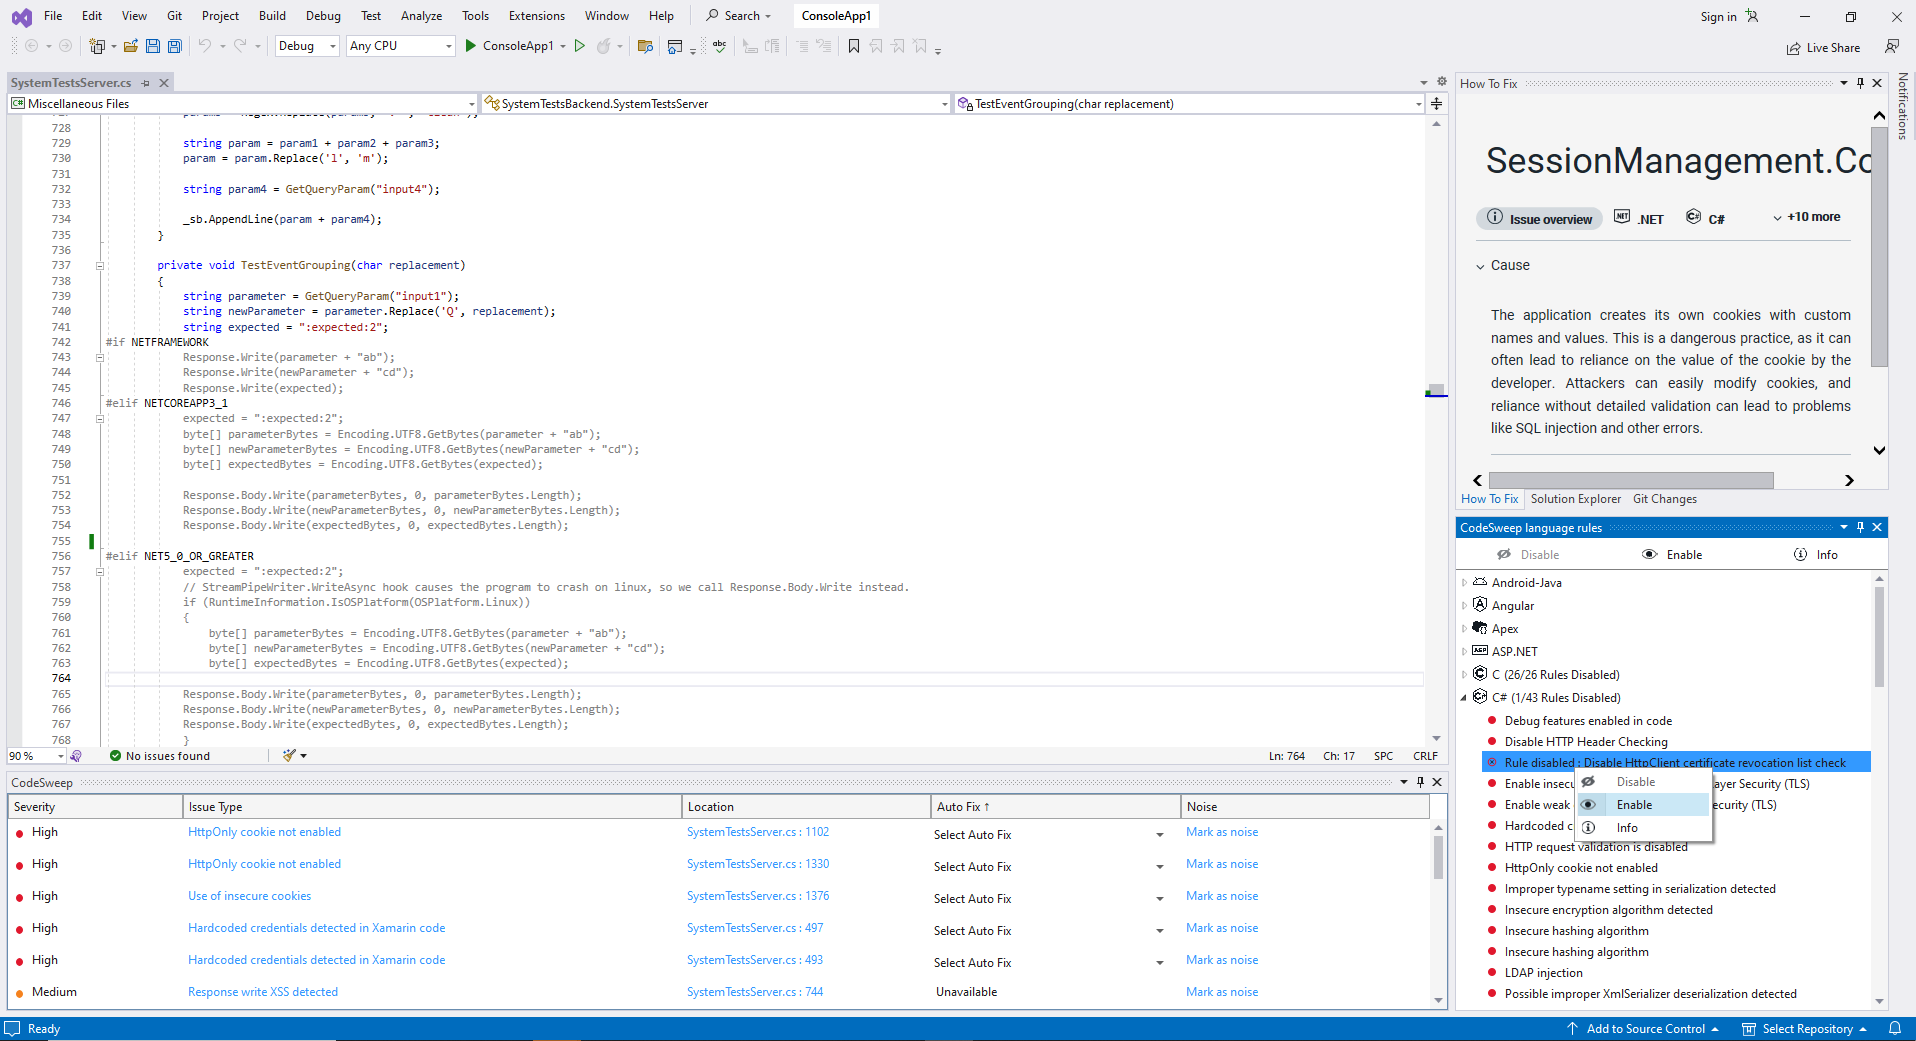 File Edit View Git Project Build Debug Test Analyze Tools Extensions Window Help Search ConsoleApp1 Sign in
Debug Any CPU ConsoleApp1 abc Live Share
SystemTestsServer.cs
C# Miscellaneous Files SystemTestsBackend.SystemTestsServer TestEventGrouping(char replacement)
728
729 string param = param1 + param2 + param3;
730 param = param.Replace('l', 'm');
731
732 string param4 = GetQueryParam("input4");
733
734 _sb.AppendLine(param + param4);
735 }
736
737 private void TestEventGrouping(char replacement)
738 {
739 string parameter = GetQueryParam("input1");
740 string newParameter = parameter.Replace('Q', replacement);
741 string expected = ":expected:2";
742 #if NETFRAMEWORK
743 Response.Write(parameter + "ab");
744 Response.Write(newParameter + "cd");
745 Response.Write(expected);
746 #elif NETCOREAPP3_1
747 expected = ":expected:2";
748 byte[] parameterBytes = Encoding.UTF8.GetBytes(parameter + "ab");
749 byte[] newParameterBytes = Encoding.UTF8.GetBytes(newParameter + "cd");
750 byte[] expectedBytes = Encoding.UTF8.GetBytes(expected);
751
752 Response.Body.Write(parameterBytes, 0, parameterBytes.Length);
753 Response.Body.Write(newParameterBytes, 0, newParameterBytes.Length);
754 Response.Body.Write(expectedBytes, 0, expectedBytes.Length);
755
756 #elif NET5_0_OR_GREATER
757 expected = ":expected:2";
758 // StreamPipeWriter.WriteAsync hook causes the program to crash on linux, so we call Response.Body.Write instead.
759 if (RuntimeInformation.IsOSPlatform(OSPlatform.Linux))
760 {
761 byte[] parameterBytes = Encoding.UTF8.GetBytes(parameter + "ab");
762 byte[] newParameterBytes = Encoding.UTF8.GetBytes(newParameter + "cd");
763 byte[] expectedBytes = Encoding.UTF8.GetBytes(expected);
764
765 Response.Body.Write(parameterBytes, 0, parameterBytes.Length);
766 Response.Body.Write(newParameterBytes, 0, newParameterBytes.Length);
767 Response.Body.Write(expectedBytes, 0, expectedBytes.Length);
768 }
90 % No issues found Ln: 764 Ch: 17 SPC CRLF
CodeSweep
Severity Issue Type Location Auto Fix ↑ Noise
High HttpOnly cookie not enabled SystemTestsServer.cs : 1102 Select Auto Fix Mark as noise
High HttpOnly cookie not enabled SystemTestsServer.cs : 1330 Select Auto Fix Mark as noise
High Use of insecure cookies SystemTestsServer.cs : 1376 Select Auto Fix Mark as noise
High Hardcoded credentials detected in Xamarin code SystemTestsServer.cs : 497 Select Auto Fix Mark as noise
High Hardcoded credentials detected in Xamarin code SystemTestsServer.cs : 493 Select Auto Fix Mark as noise
Medium Response write XSS detected SystemTestsServer.cs : 744 Unavailable Mark as noise
How To Fix
Notifications
SessionManagement.Co
Issue overview .NET C# +10 more
Cause
The application creates its own cookies with custom
names and values. This is a dangerous practice, as it can
often lead to reliance on the value of the cookie by the
developer. Attackers can easily modify cookies, and
reliance without detailed validation can lead to problems
like SQL injection and other errors.
How To Fix Solution Explorer Git Changes
CodeSweep language rules
Disable Enable Info
Android-Java
Angular
Apex
ASP.NET
C (26/26 Rules Disabled)
C# (1/43 Rules Disabled)
Debug features enabled in code
Disable HTTP Header Checking
Rule disabled : Disable HttpClient certificate revocation list check
Enable insecu ayer Security (TLS)
Enable weak ecurity (TLS)
Hardcoded c
Disable
Enable
Info
HTTP request validation is disabled
HttpOnly cookie not enabled
Improper typename setting in serialization detected
Insecure encryption algorithm detected
Insecure hashing algorithm
Insecure hashing algorithm
LDAP injection
Possible improper XmlSerializer deserialization detected
Ready Add to Source Control Select Repository